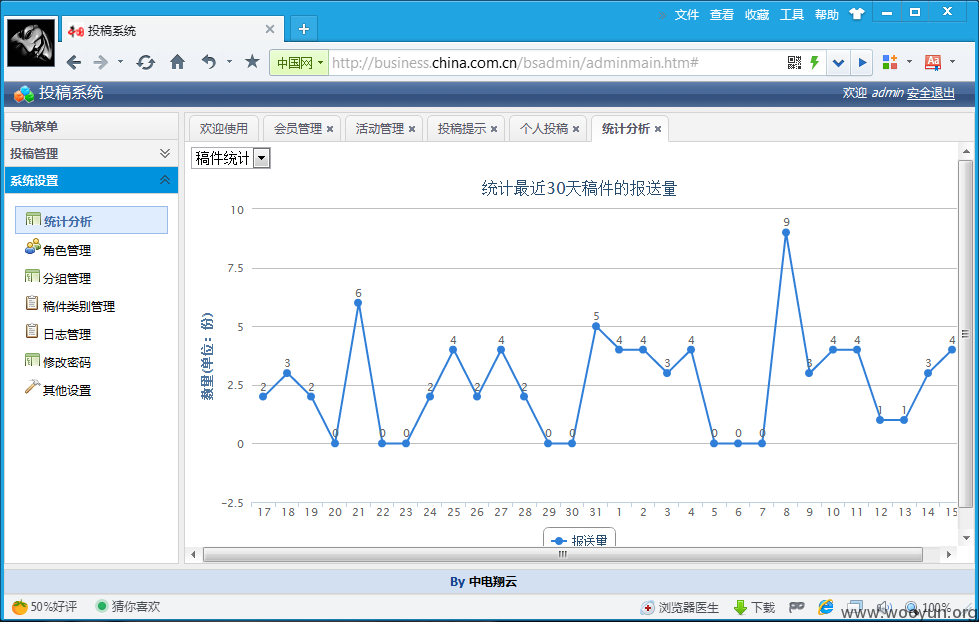 文件 查看 收藏 工具 帮助
投稿系统
中国网 http://business.china.com.cn/bsadmin/adminmain.htm#
投稿系统
欢迎 admin 安全退出
导航菜单
投稿管理
系统设置
统计分析
角色管理
分组管理
稿件类别管理
日志管理
修改密码
其他设置
欢迎使用 会员管理 活动管理 投稿提示 个人投稿 统计分析
稿件统计
统计最近30天稿件的报送量
数里(单位：份)
10
7.5
5
2.5
0
-2.5
2 3 2 0 6 0 0 2 4 2 4 2 0 0 5 4 4 3 4 0 0 0 9 3 4 4 1 1 3 4
17 18 19 20 21 22 23 24 25 26 27 28 29 30 31 1 2 3 4 5 6 7 8 9 10 11 12 13 14 15
报送里
By 中电翔云
50%好评 猜你喜欢
浏览器医生 下载 100%
www.wooyun.org